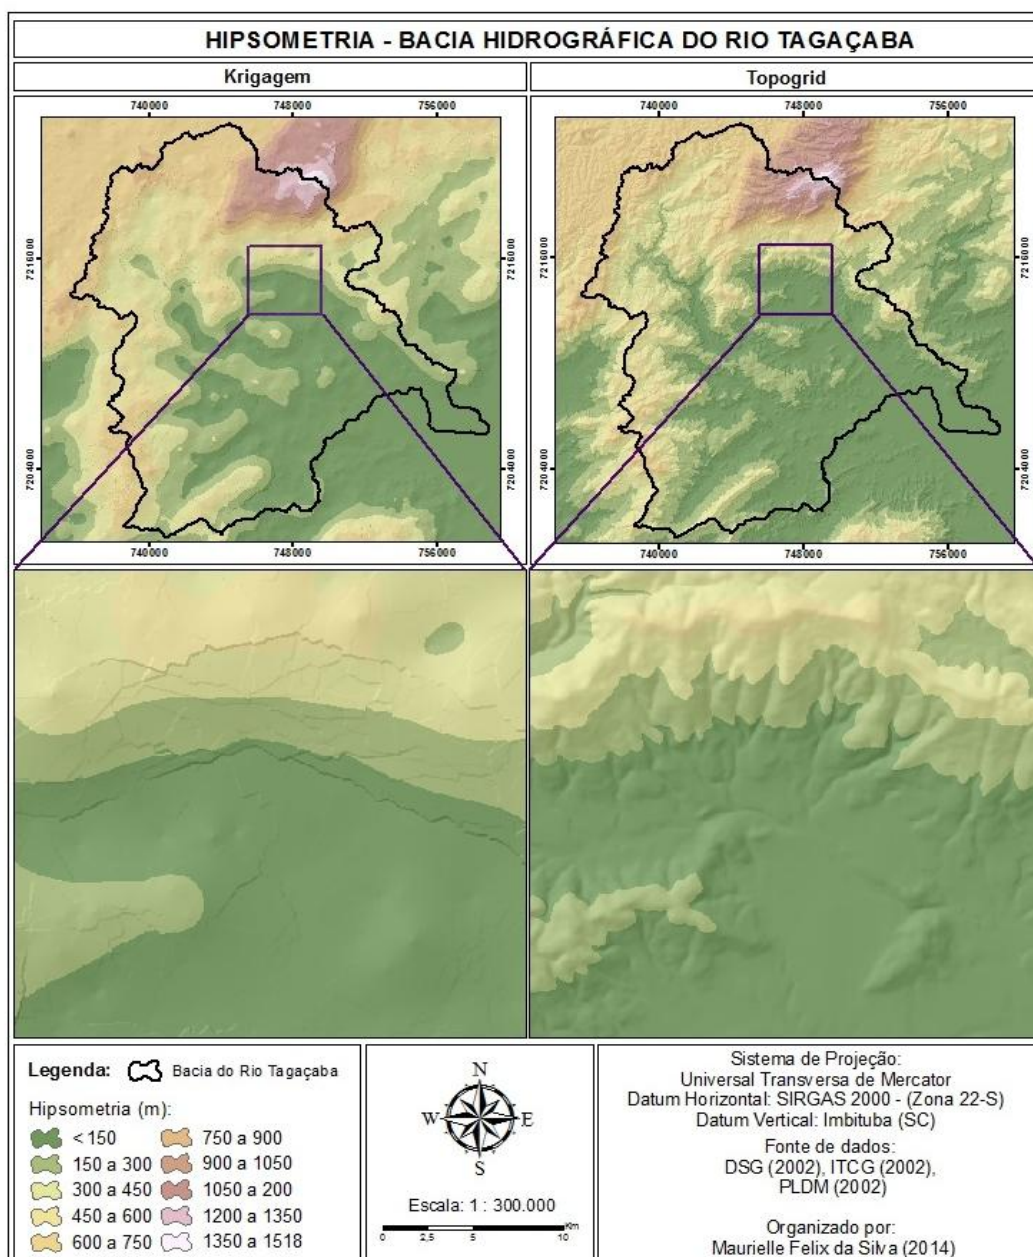 HIPSOMETRIA - BACIA HIDROGRÁFICA DO RIO TAGAÇABA
Krigagem
Topogrid
740000 748000 756000
740000 748000 756000
7216000
7216000
7216000
7216000
7204000
7204000
7204000
7204000
740000 748000 756000
740000 748000 756000
Legenda: Bacia do Rio Tagaçaba
Hipsometria (m):
< 150
150 a 300
300 a 450
450 a 600
600 a 750
750 a 900
900 a 1050
1050 a 200
1200 a 1350
1350 a 1518
N
W E
S
Escala: 1 : 300.000
Km
0 2,5 5 10
Sistema de Projeção:
Universal Transversa de Mercator
Datum Horizontal: SIRGAS 2000 - (Zona 22-S)
Datum Vertical: Imbituba (SC)
Fonte de dados:
DSG (2002), ITCG (2002),
PLDM (2002)
Organizado por:
Maurielle Felix da Silva (2014)